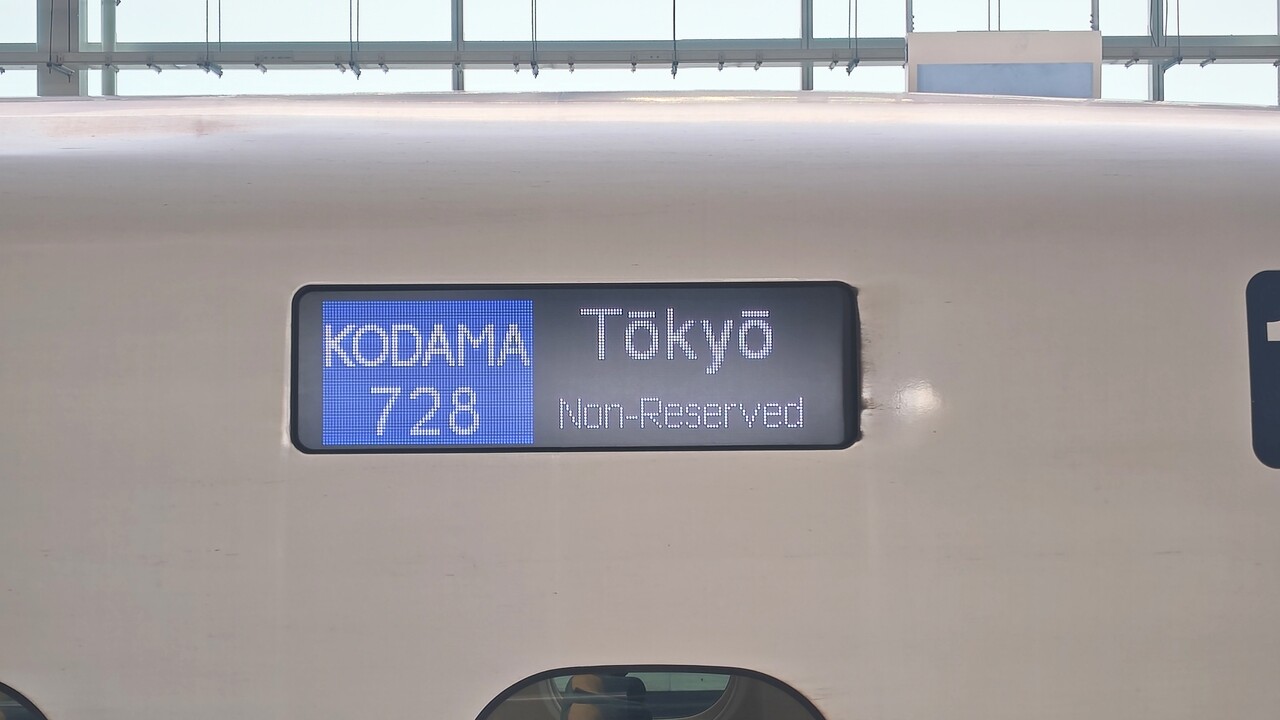 KODAMA
728
Tōkyō
Non-Reserved